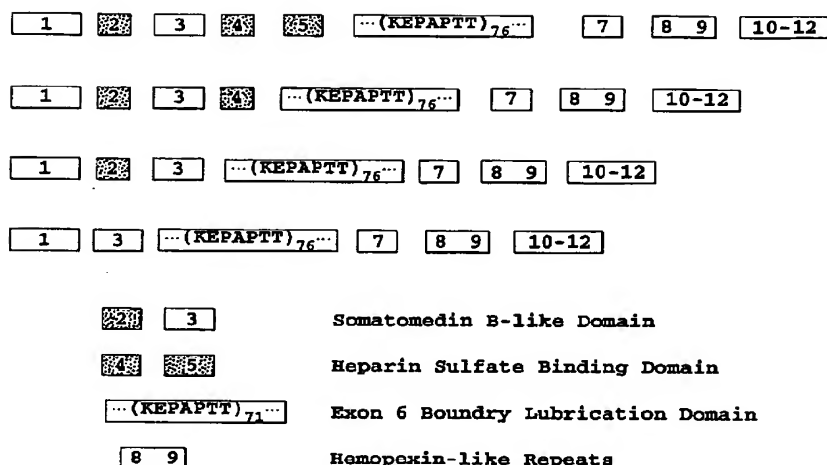 1 2 3 4 5 ...(KEPAPTT)76... 7 8 9 10-12
1 2 3 4 ...(KEPAPTT)76... 7 8 9 10-12
1 2 3 ...(KEPAPTT)76... 7 8 9 10-12
1 3 ...(KEPAPTT)76... 7 8 9 10-12
2 3 Somatomedin B-like Domain
4 5 Heparin Sulfate Binding Domain
...(KEPAPTT)71... Exon 6 Boundry Lubrication Domain
8 9 Hemopexin-like Repeats